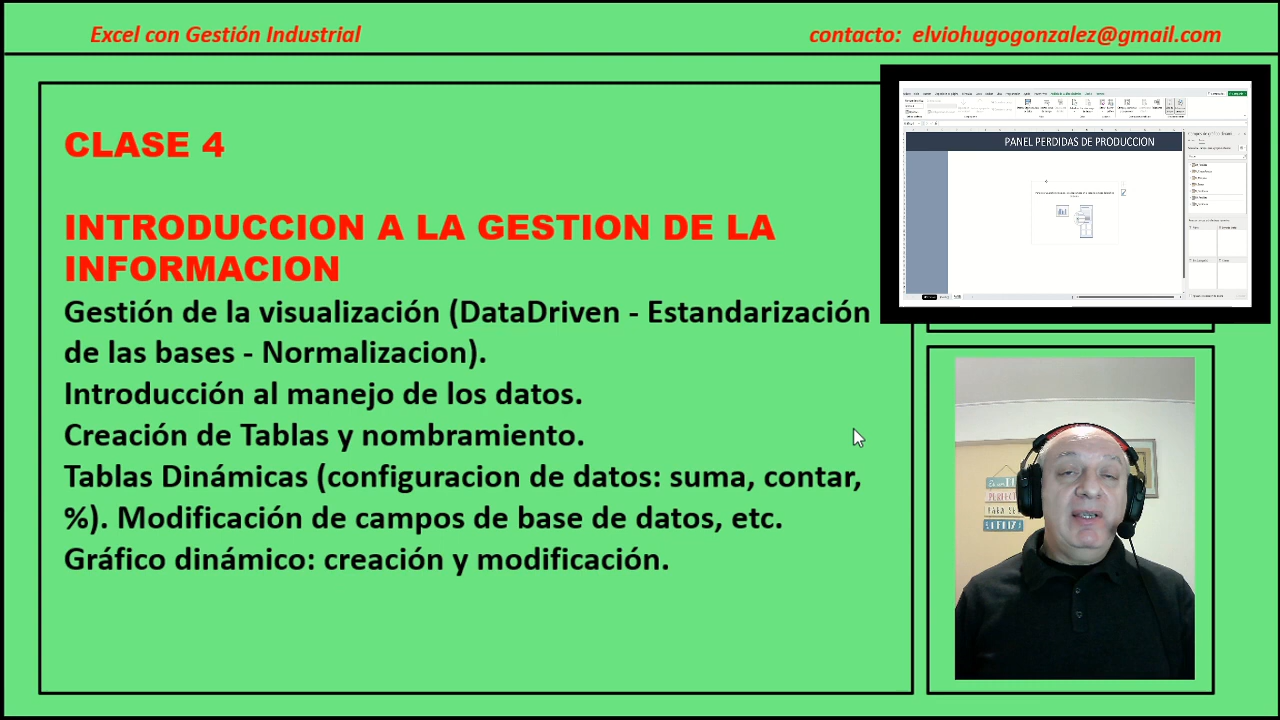 Excel con Gestión Industrial
contacto: elviohugogonzalez@gmail.com
CLASE 4
INTRODUCCION A LA GESTION DE LA
INFORMACION
Gestión de la visualización (DataDriven - Estandarización
de las bases - Normalizacion).
Introducción al manejo de los datos.
Creación de Tablas y nombramiento.
Tablas Dinámicas (configuracion de datos: suma, contar,
%). Modificación de campos de base de datos, etc.
Gráfico dinámico: creación y modificación.
PANEL PERDIDAS DE PRODUCCION